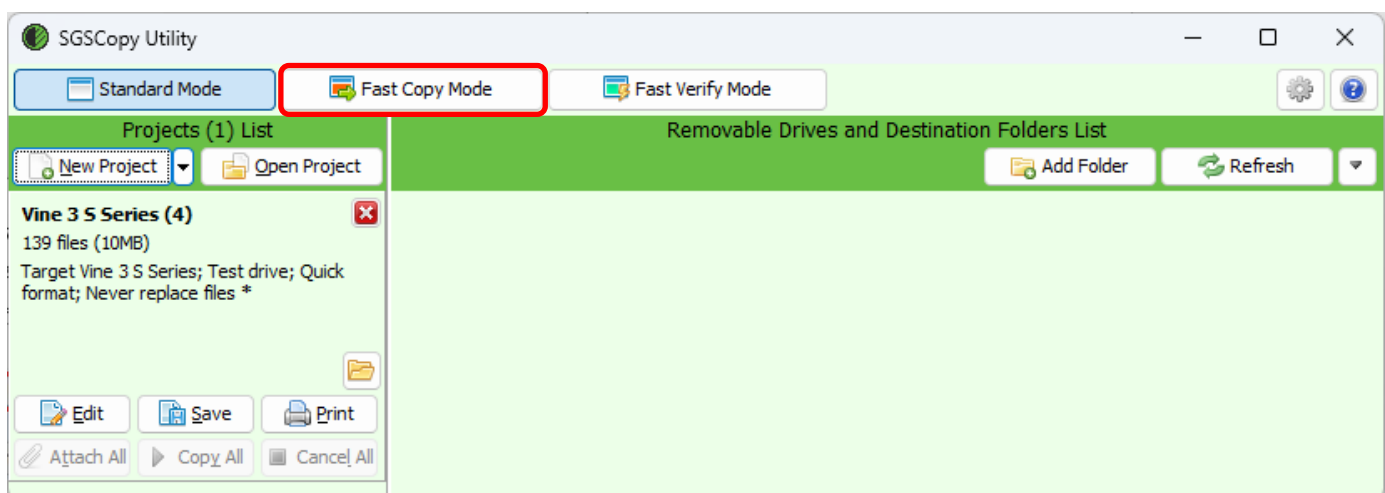 SGSCopy Utility
Standard Mode
Fast Copy Mode
Fast Verify Mode
Projects (1) List
Removable Drives and Destination Folders List
New Project
Open Project
Add Folder
Refresh
Vine 3 S Series (4)
139 files (10MB)
Target Vine 3 S Series; Test drive; Quick
format; Never replace files *
Edit
Save
Print
Attach All
Copy All
Cancel All